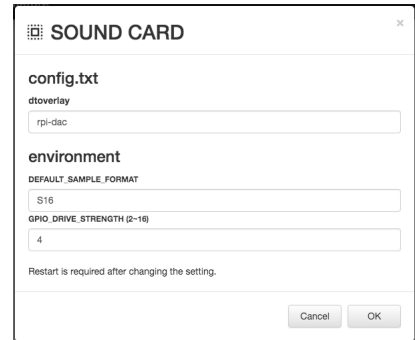 SOUND CARD
×
config.txt
dtoverlay
rpi-dac
environment
DEFAULT_SAMPLE_FORMAT
S16
GPIO_DRIVE_STRENGTH (2~16)
4
Restart is required after changing the setting.
Cancel OK